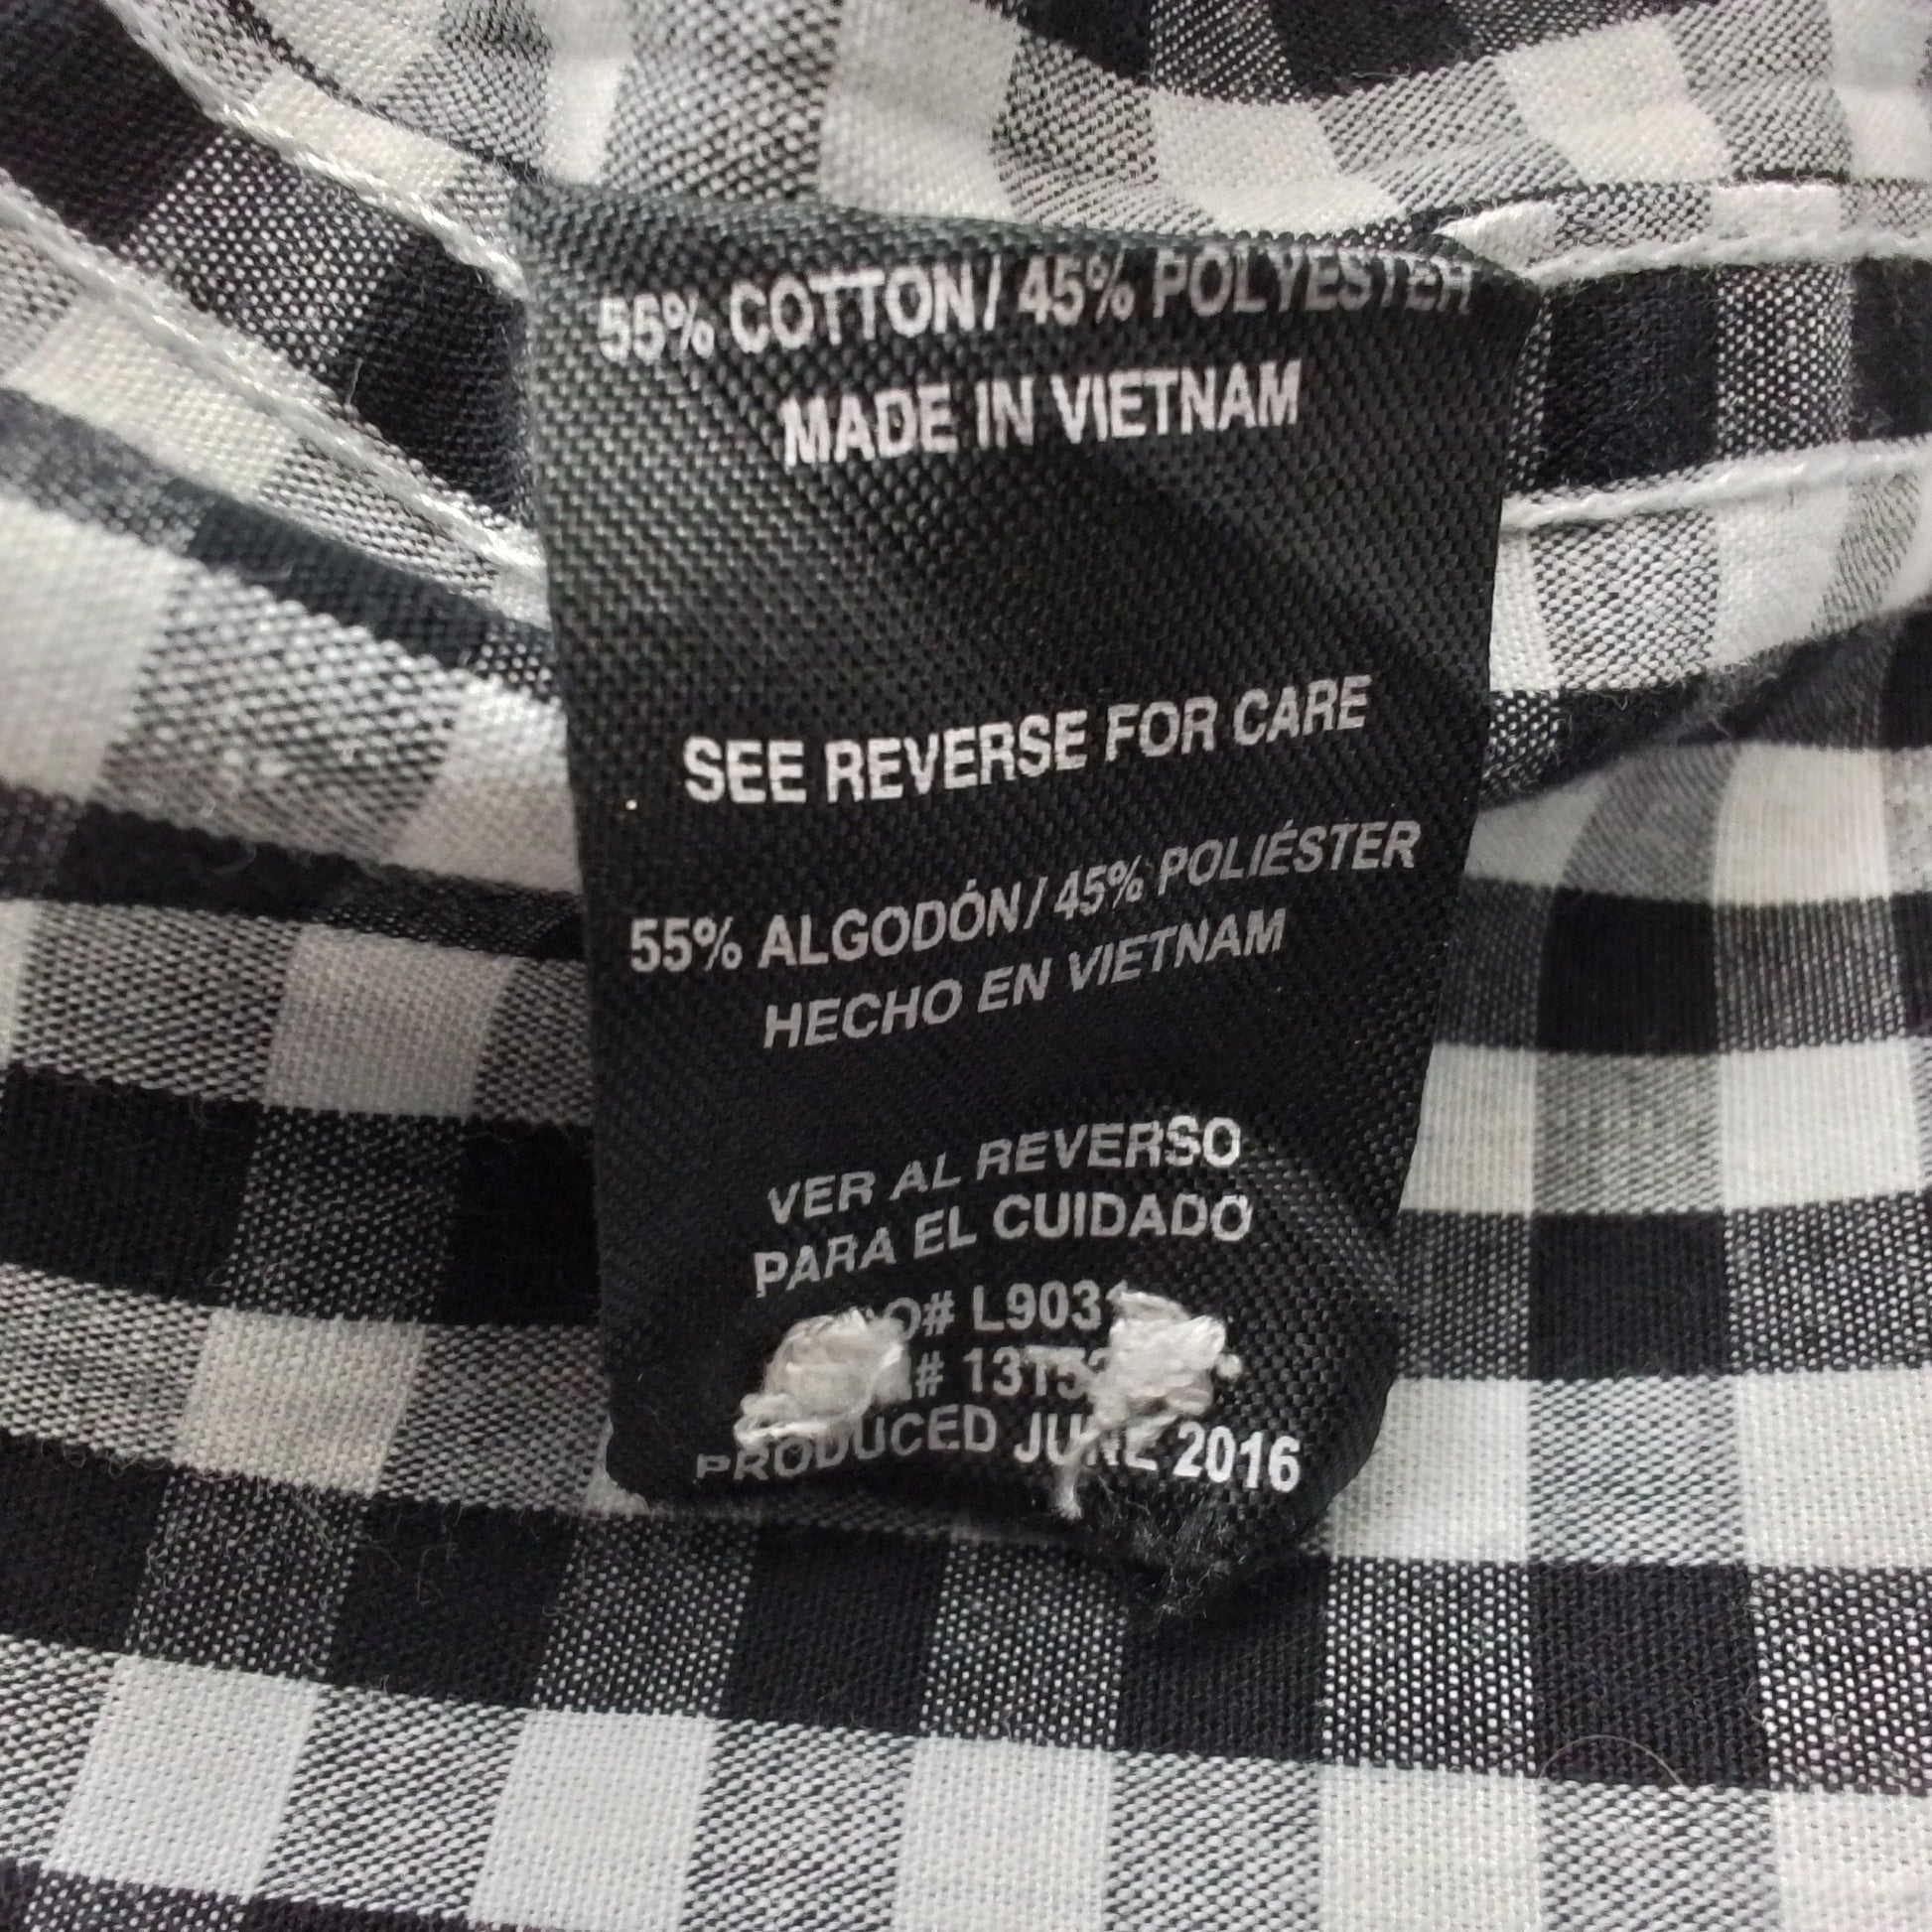 55% COTTON/ 45% POLYESTER
MADE IN VIETNAM
SEE REVERSE FOR CARE
55% ALGODÓN/ 45% POLIÉSTER
HECHO EN VIETNAM
VER AL REVERSO
PARA EL CUIDADO
PRODUCED JUNE 2016